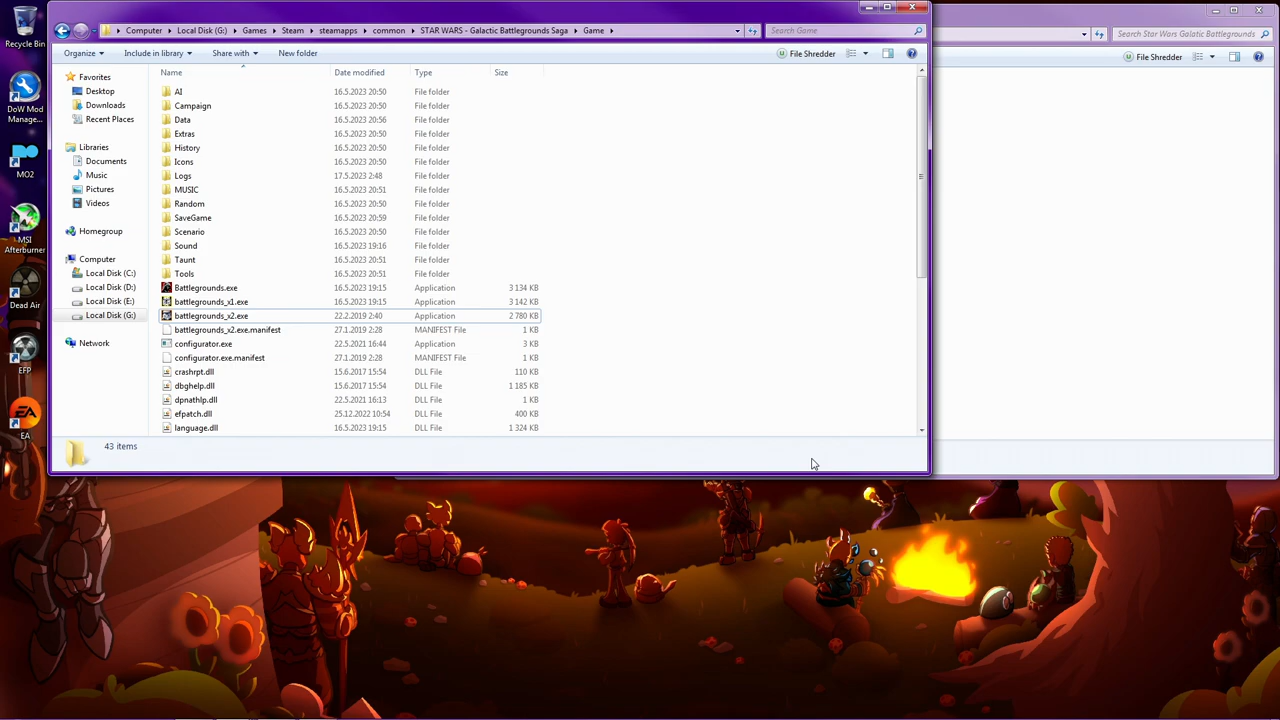 Recycle Bin
DoW Mod
Manage...
MO2
MSI
Afterburner
Dead Air
EFP
EA
Computer
Local Disk (G:)
Games
Steam
steamapps
common
STAR WARS - Galactic Battlegrounds Saga
Game
Search Game
Search Star Wars Galatic Battlegrounds
Organize
Include in library
Share with
New folder
File Shredder
File Shredder
Favorites
Desktop
Downloads
Recent Places
Libraries
Documents
Music
Pictures
Videos
Homegroup
Computer
Local Disk (C:)
Local Disk (D:)
Local Disk (E:)
Local Disk (G:)
Network
Name Date modified Type Size
AI 16.5.2023 20:50 File folder
Campaign 16.5.2023 20:50 File folder
Data 16.5.2023 20:56 File folder
Extras 16.5.2023 20:50 File folder
History 16.5.2023 20:50 File folder
Icons 16.5.2023 20:50 File folder
Logs 17.5.2023 2:48 File folder
MUSIC 16.5.2023 20:51 File folder
Random 16.5.2023 20:50 File folder
SaveGame 16.5.2023 20:59 File folder
Scenario 16.5.2023 20:50 File folder
Sound 16.5.2023 19:16 File folder
Taunt 16.5.2023 20:51 File folder
Tools 16.5.2023 20:51 File folder
Battlegrounds.exe 16.5.2023 19:15 Application 3 134 KB
battlegrounds_x1.exe 16.5.2023 19:15 Application 3 142 KB
battlegrounds_x2.exe 22.2.2019 2:40 Application 2 780 KB
battlegrounds_x2.exe.manifest 27.1.2019 2:28 MANIFEST File 1 KB
configurator.exe 22.5.2021 16:44 Application 3 KB
configurator.exe.manifest 27.1.2019 2:28 MANIFEST File 1 KB
crashrpt.dll 15.6.2017 15:54 DLL File 110 KB
dbghelp.dll 15.6.2017 15:54 DLL File 1 185 KB
dpnathlp.dll 22.5.2021 16:13 DLL File 1 KB
efpatch.dll 25.12.2022 10:54 DLL File 400 KB
language.dll 16.5.2023 19:15 DLL File 1 324 KB
43 items